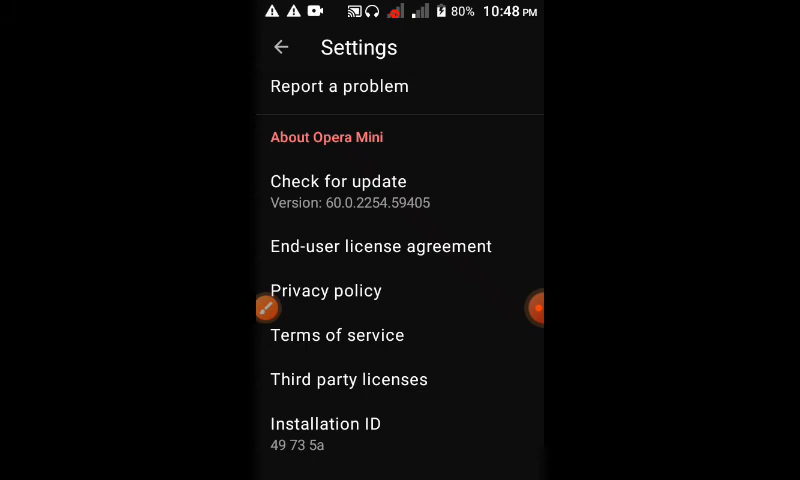 80% 10:48 PM
Settings
Report a problem
About Opera Mini
Check for update
Version: 60.0.2254.59405
End-user license agreement
Privacy policy
Terms of service
Third party licenses
Installation ID
49 73 5a